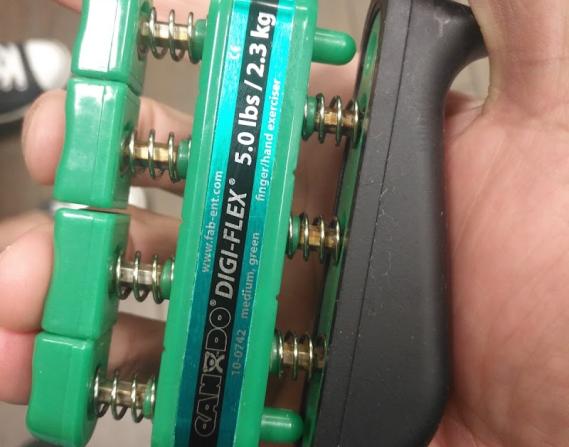 www.fab-ent.com
CE
CANDO® DIGI-FLEX® 5.0 lbs / 2.3 kg
10-0742 medium, green finger/hand exerciser